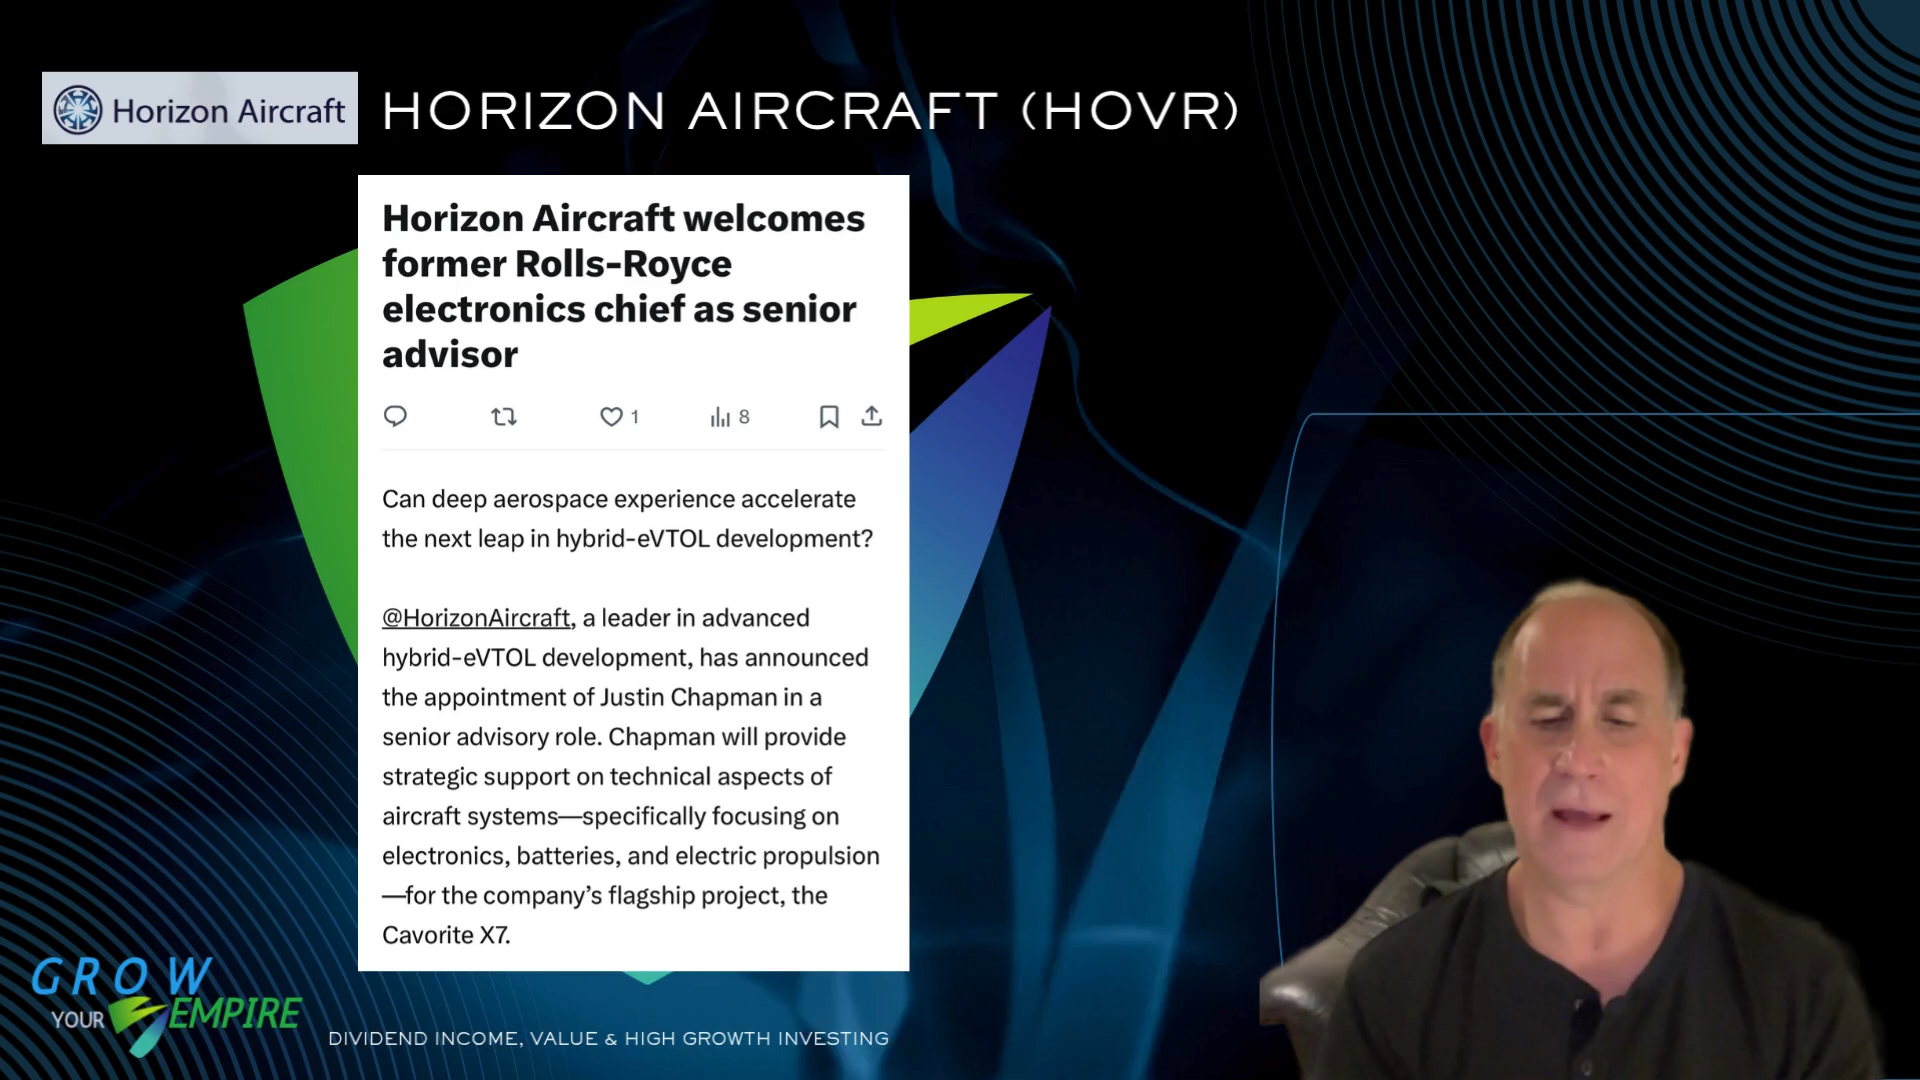 Horizon Aircraft
HORIZON AIRCRAFT (HOVR)
Horizon Aircraft welcomes
former Rolls-Royce
electronics chief as senior
advisor
1
8
Can deep aerospace experience accelerate
the next leap in hybrid-eVTOL development?
@HorizonAircraft, a leader in advanced
hybrid-eVTOL development, has announced
the appointment of Justin Chapman in a
senior advisory role. Chapman will provide
strategic support on technical aspects of
aircraft systems—specifically focusing on
electronics, batteries, and electric propulsion
—for the company’s flagship project, the
Cavorite X7.
GROW
YOUR EMPIRE
DIVIDEND INCOME, VALUE & HIGH GROWTH INVESTING